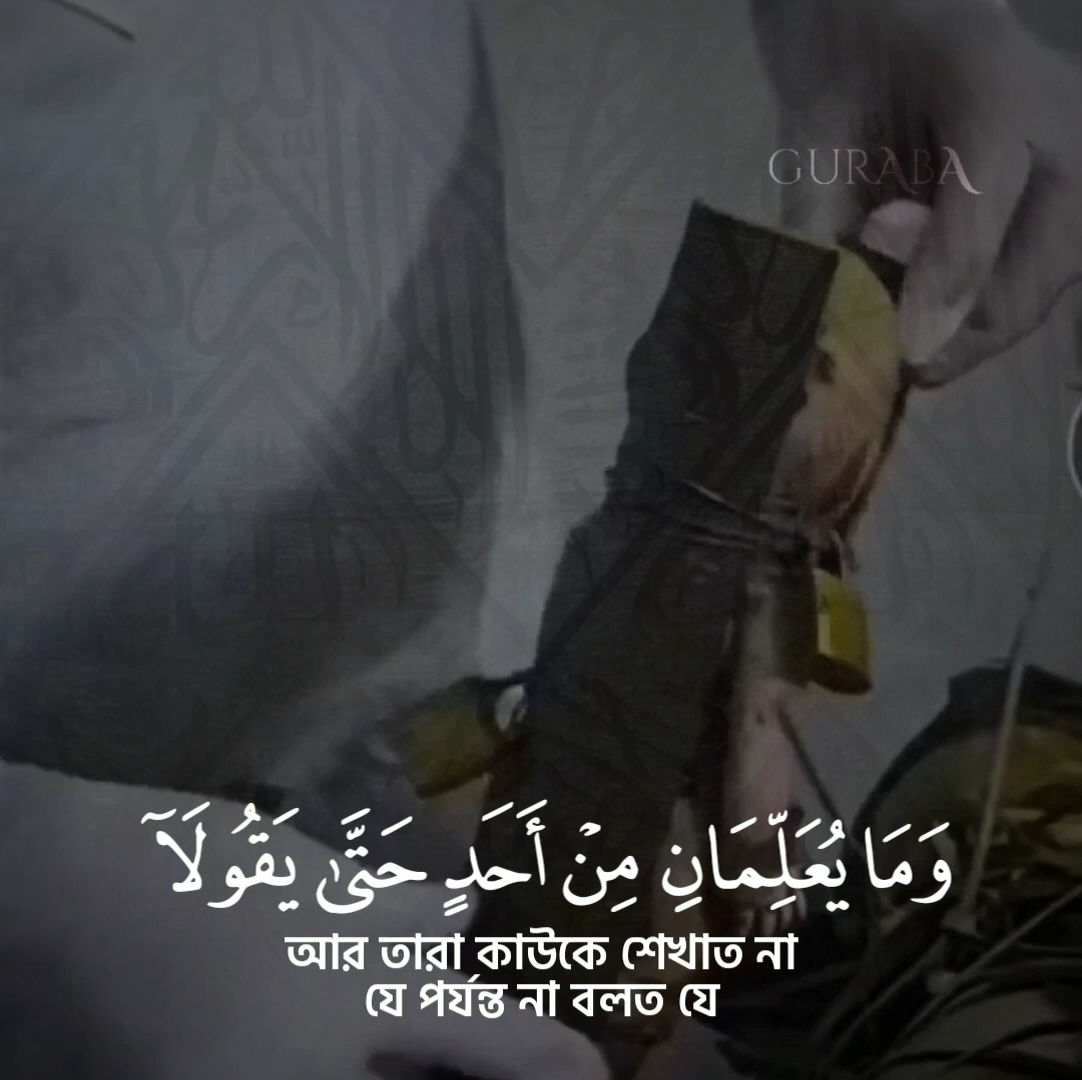 GURABA
وَمَا يُعَلِّمَانِ مِنۡ أَحَدٍ حَتَّىٰ يَقُولَآ
আর তারা কাউকে শেখাত না
যে পর্যন্ত না বলত যে